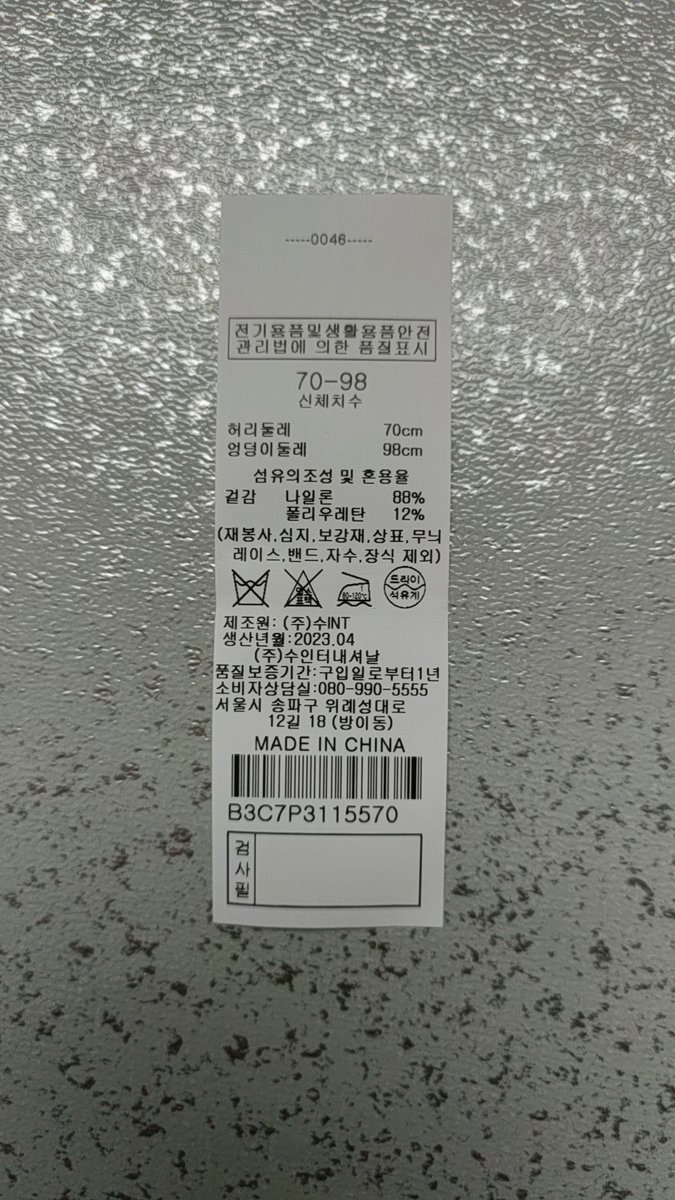 -----0046-----
전기용품및생활용품안전
관리법에 의한 품질표시
70-98
신체치수
허리둘레 70cm
엉덩이둘레 98cm
섬유의조성 및 혼용율
겉감 나일론 88%
폴리우레탄 12%
(재봉사,심지,보강재,상표,무늬
레이스,밴드,자수,장식 제외)
염소표백 80-120℃ 드라이 석유계
제조원: (주)수INT
생산년월:2023.04
(주)수인터내셔날
품질보증기간:구입일로부터1년
소비자상담실:080-990-5555
서울시 송파구 위례성대로
12길 18 (방이동)
MADE IN CHINA
B3C7P3115570
검사필